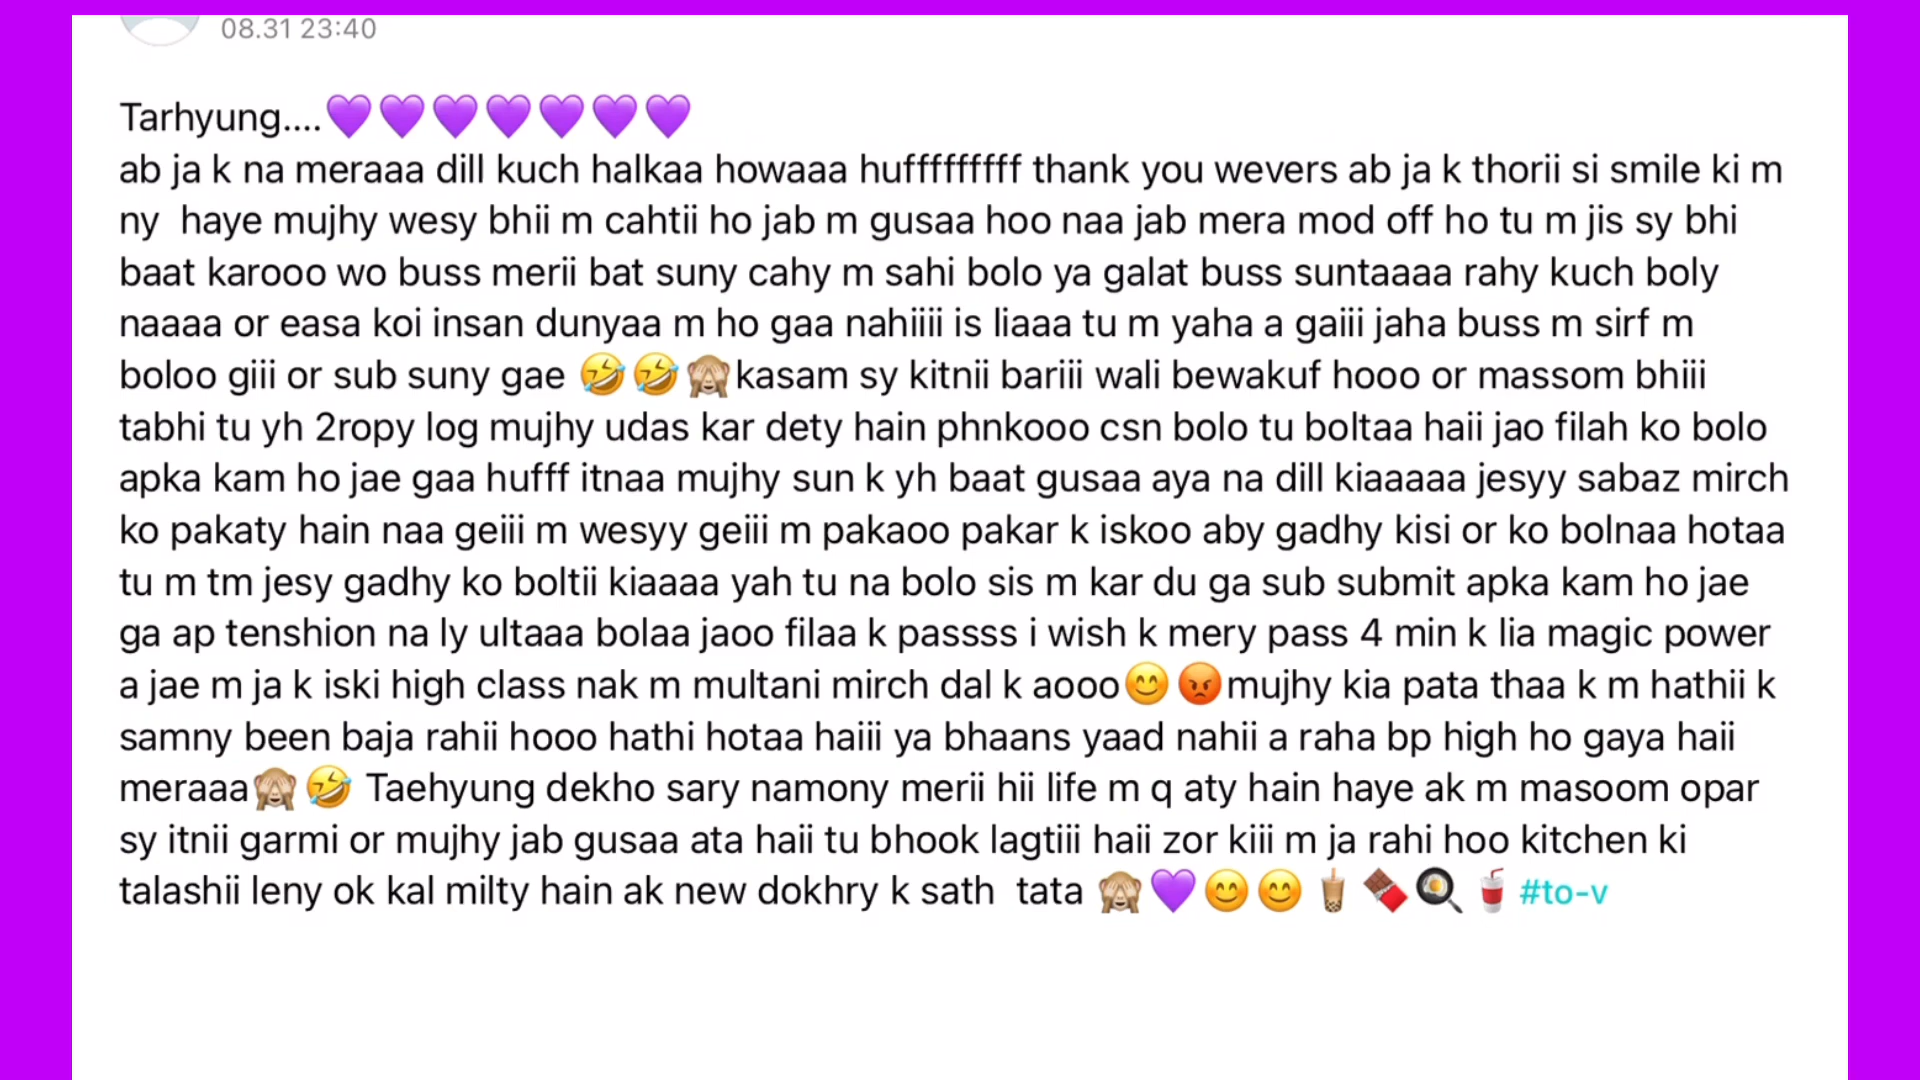 08.31 23:40
Tarhyung....💜💜💜💜💜💜💜
ab ja k na meraaa dill kuch halkaa howaaa hufffffffff thank you wevers ab ja k thorii si smile ki m
ny haye mujhy wesy bhii m cahtii ho jab m gusaa hoo naa jab mera mod off ho tu m jis sy bhi
baat karooo wo buss merii bat suny cahy m sahi bolo ya galat buss suntaaaa rahy kuch boly
naaaa or easa koi insan dunyaa m ho gaa nahiiii is liaaa tu m yaha a gaiii jaha buss m sirf m
boloo giii or sub suny gae 🤣🤣🙈kasam sy kitnii bariii wali bewakuf hooo or massom bhiii
tabhi tu yh 2ropy log mujhy udas kar dety hain phnkooo csn bolo tu boltaa haii jao filah ko bolo
apka kam ho jae gaa hufff itnaa mujhy sun k yh baat gusaa aya na dill kiaaaaa jesyy sabaz mirch
ko pakaty hain naa geiii m wesyy geiii m pakaoo pakar k iskoo aby gadhy kisi or ko bolnaa hotaa
tu m tm jesy gadhy ko boltii kiaaaa yah tu na bolo sis m kar du ga sub submit apka kam ho jae
ga ap tenshion na ly ultaaa bolaa jaoo filaa k passss i wish k mery pass 4 min k lia magic power
a jae m ja k iski high class nak m multani mirch dal k aooo😊😡mujhy kia pata thaa k m hathii k
samny been baja rahii hooo hathi hotaa haiii ya bhaans yaad nahii a raha bp high ho gaya haii
meraaa🙈🤣 Taehyung dekho sary namony merii hii life m q aty hain haye ak m masoom opar
sy itnii garmi or mujhy jab gusaa ata haii tu bhook lagtiii haii zor kiii m ja rahi hoo kitchen ki
talashii leny ok kal milty hain ak new dokhry k sath tata 🙈💜😊😊🧋🍫🍳🥤#to-v